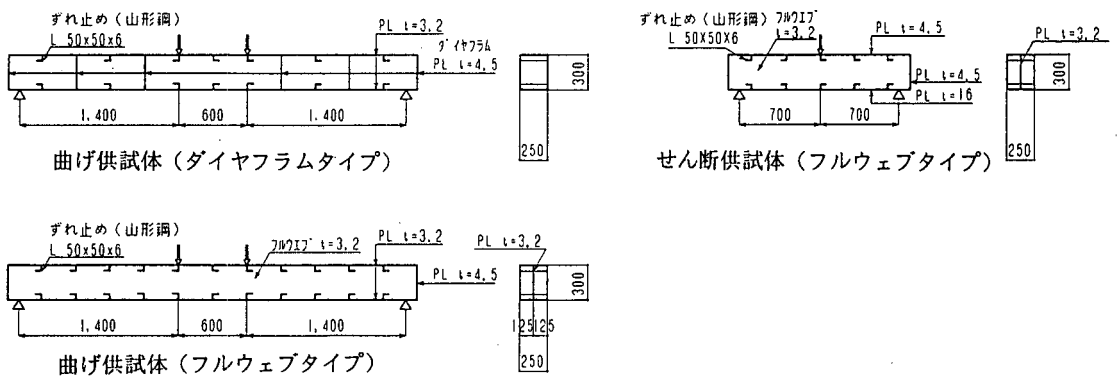 ずれ止め(山形鋼)
L 50x50x6
PL t=3,2
ダイヤフラム
PL t=4,5
300
1,400
600
1,400
250
曲げ供試体(ダイヤフラムタイプ)
ずれ止め(山形鋼)
L 50X50X6
フルウエブ
t=3,2
PL t=4,5
PL t=4,5
PL t=16
700
700
PL t=3,2
300
250
せん断供試体(フルウェブタイプ)
ずれ止め(山形鋼)
L 50x50x6
フルウエブ t=3,2
PL t=3,2
PL t=4,5
PL t=3,2
300
1,400
600
1,400
125
125
250
曲げ供試体(フルウェブタイプ)